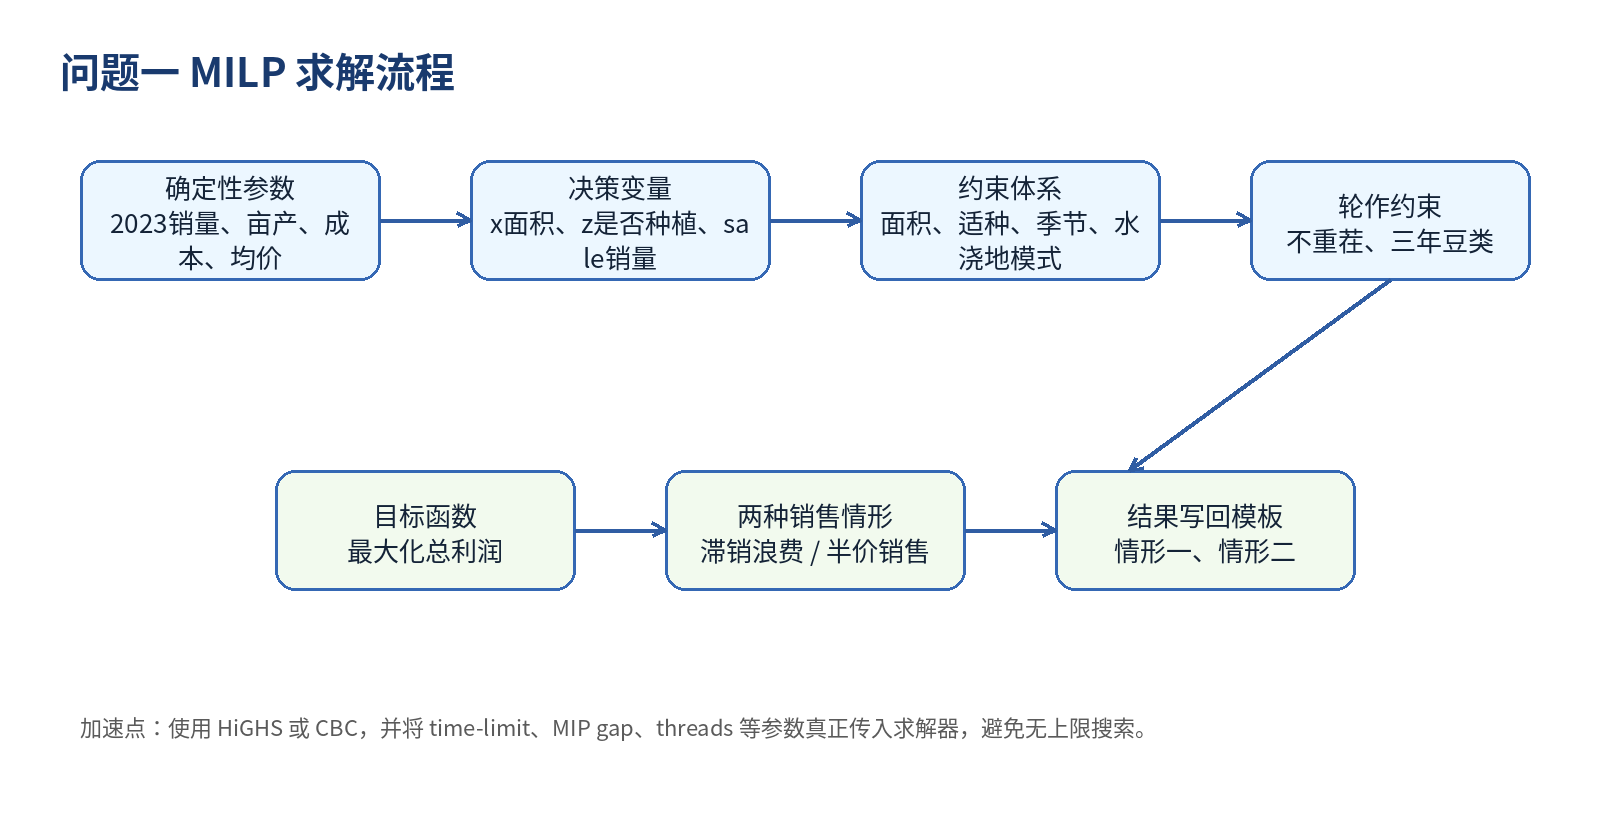 问题一 MILP 求解流程
确定性参数
2023销量、亩产、成
本、均价
决策变量
x面积、z是否种植、sa
le销量
约束体系
面积、适种、季节、水
浇地模式
轮作约束
不重茬、三年豆类
目标函数
最大化总利润
两种销售情形
滞销浪费 / 半价销售
结果写回模板
情形一、情形二
加速点：使用 HiGHS 或 CBC，并将 time-limit、MIP gap、threads 等参数真正传入求解器，避免无上限搜索。